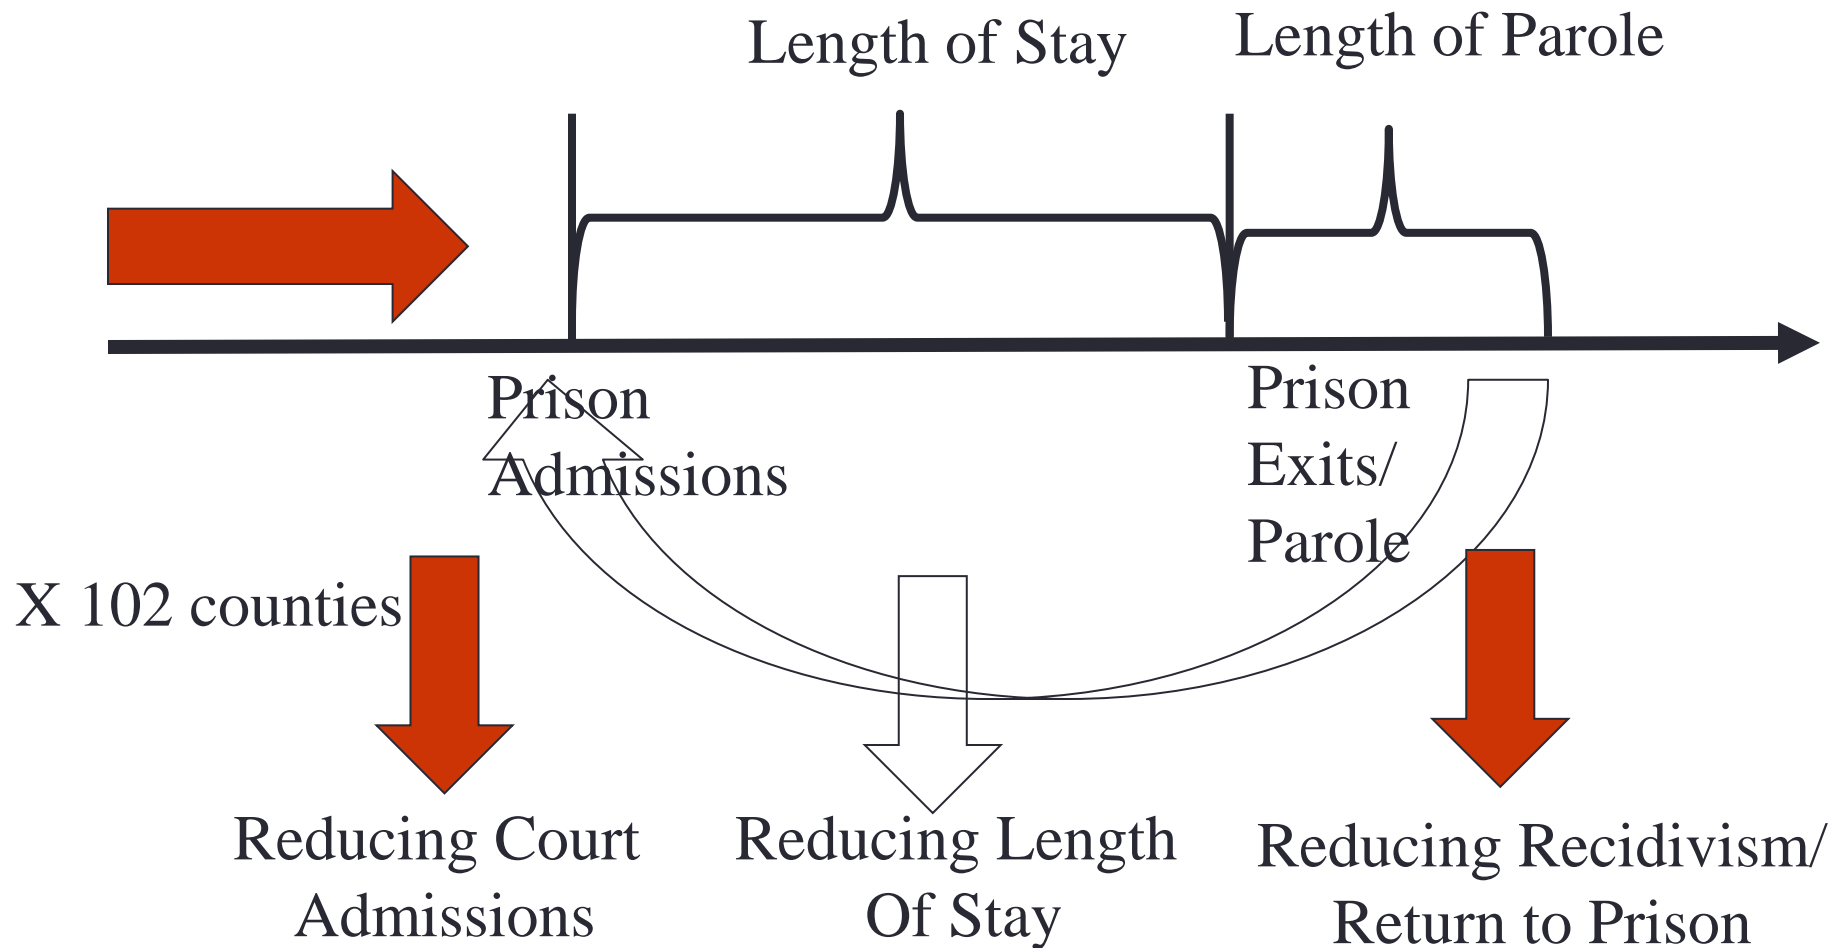 Length of Stay
Length of Parole
Prison
Admissions
Prison
Exits/
Parole
X 102 counties
Reducing Court
Admissions
Reducing Length
Of Stay
Reducing Recidivism/
Return to Prison